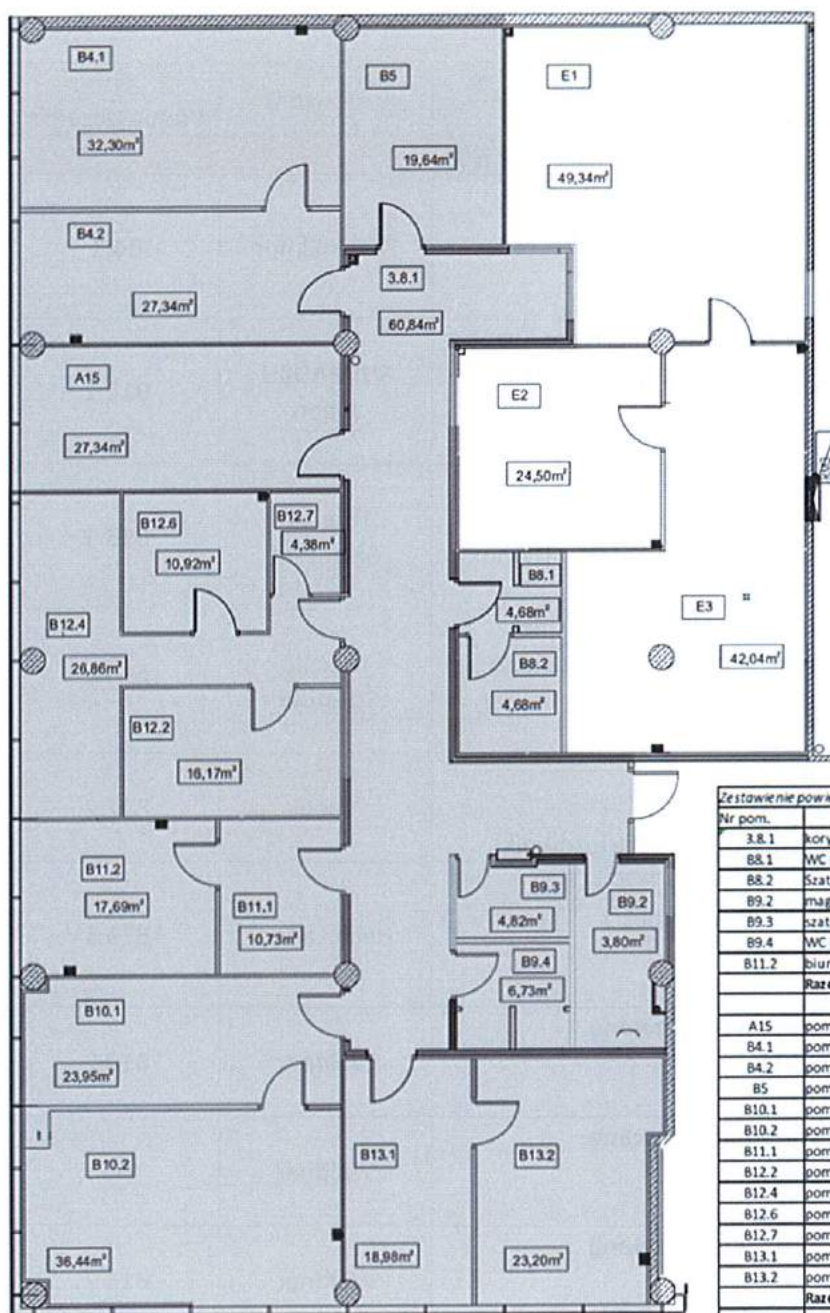 B4.1
B5
E1
32,30m²
19,64m²
49,34m²
B4.2
3.8.1
27,34m²
60,84m²
A15
E2
27,34m²
24,50m²
B12.6
B12.7
10,92m²
4,38m²
B8.1
4,68m²
E3
B12.4
26,86m²
B8.2
42,04m²
4,68m²
B12.2
16,17m²
Zestawienie
Nr pom.
3.8.1
B8.1 WC
B8.2
B9.2
B9.3
B9.4 WC
B11.2
A15
B4.1
B4.2
B5
B10.1
B10.2
B11.1
B12.2
B12.4
B12.6
B12.7
B13.1
B13.2
B11.2
B9.3
B9.2
17,69m²
B11.1
4,82m²
10,73m²
3,80m²
B9.4
6,73m²
B10.1
23,95m²
B10.2
B13.1
B13.2
36,44m²
18,98m²
23,20m²